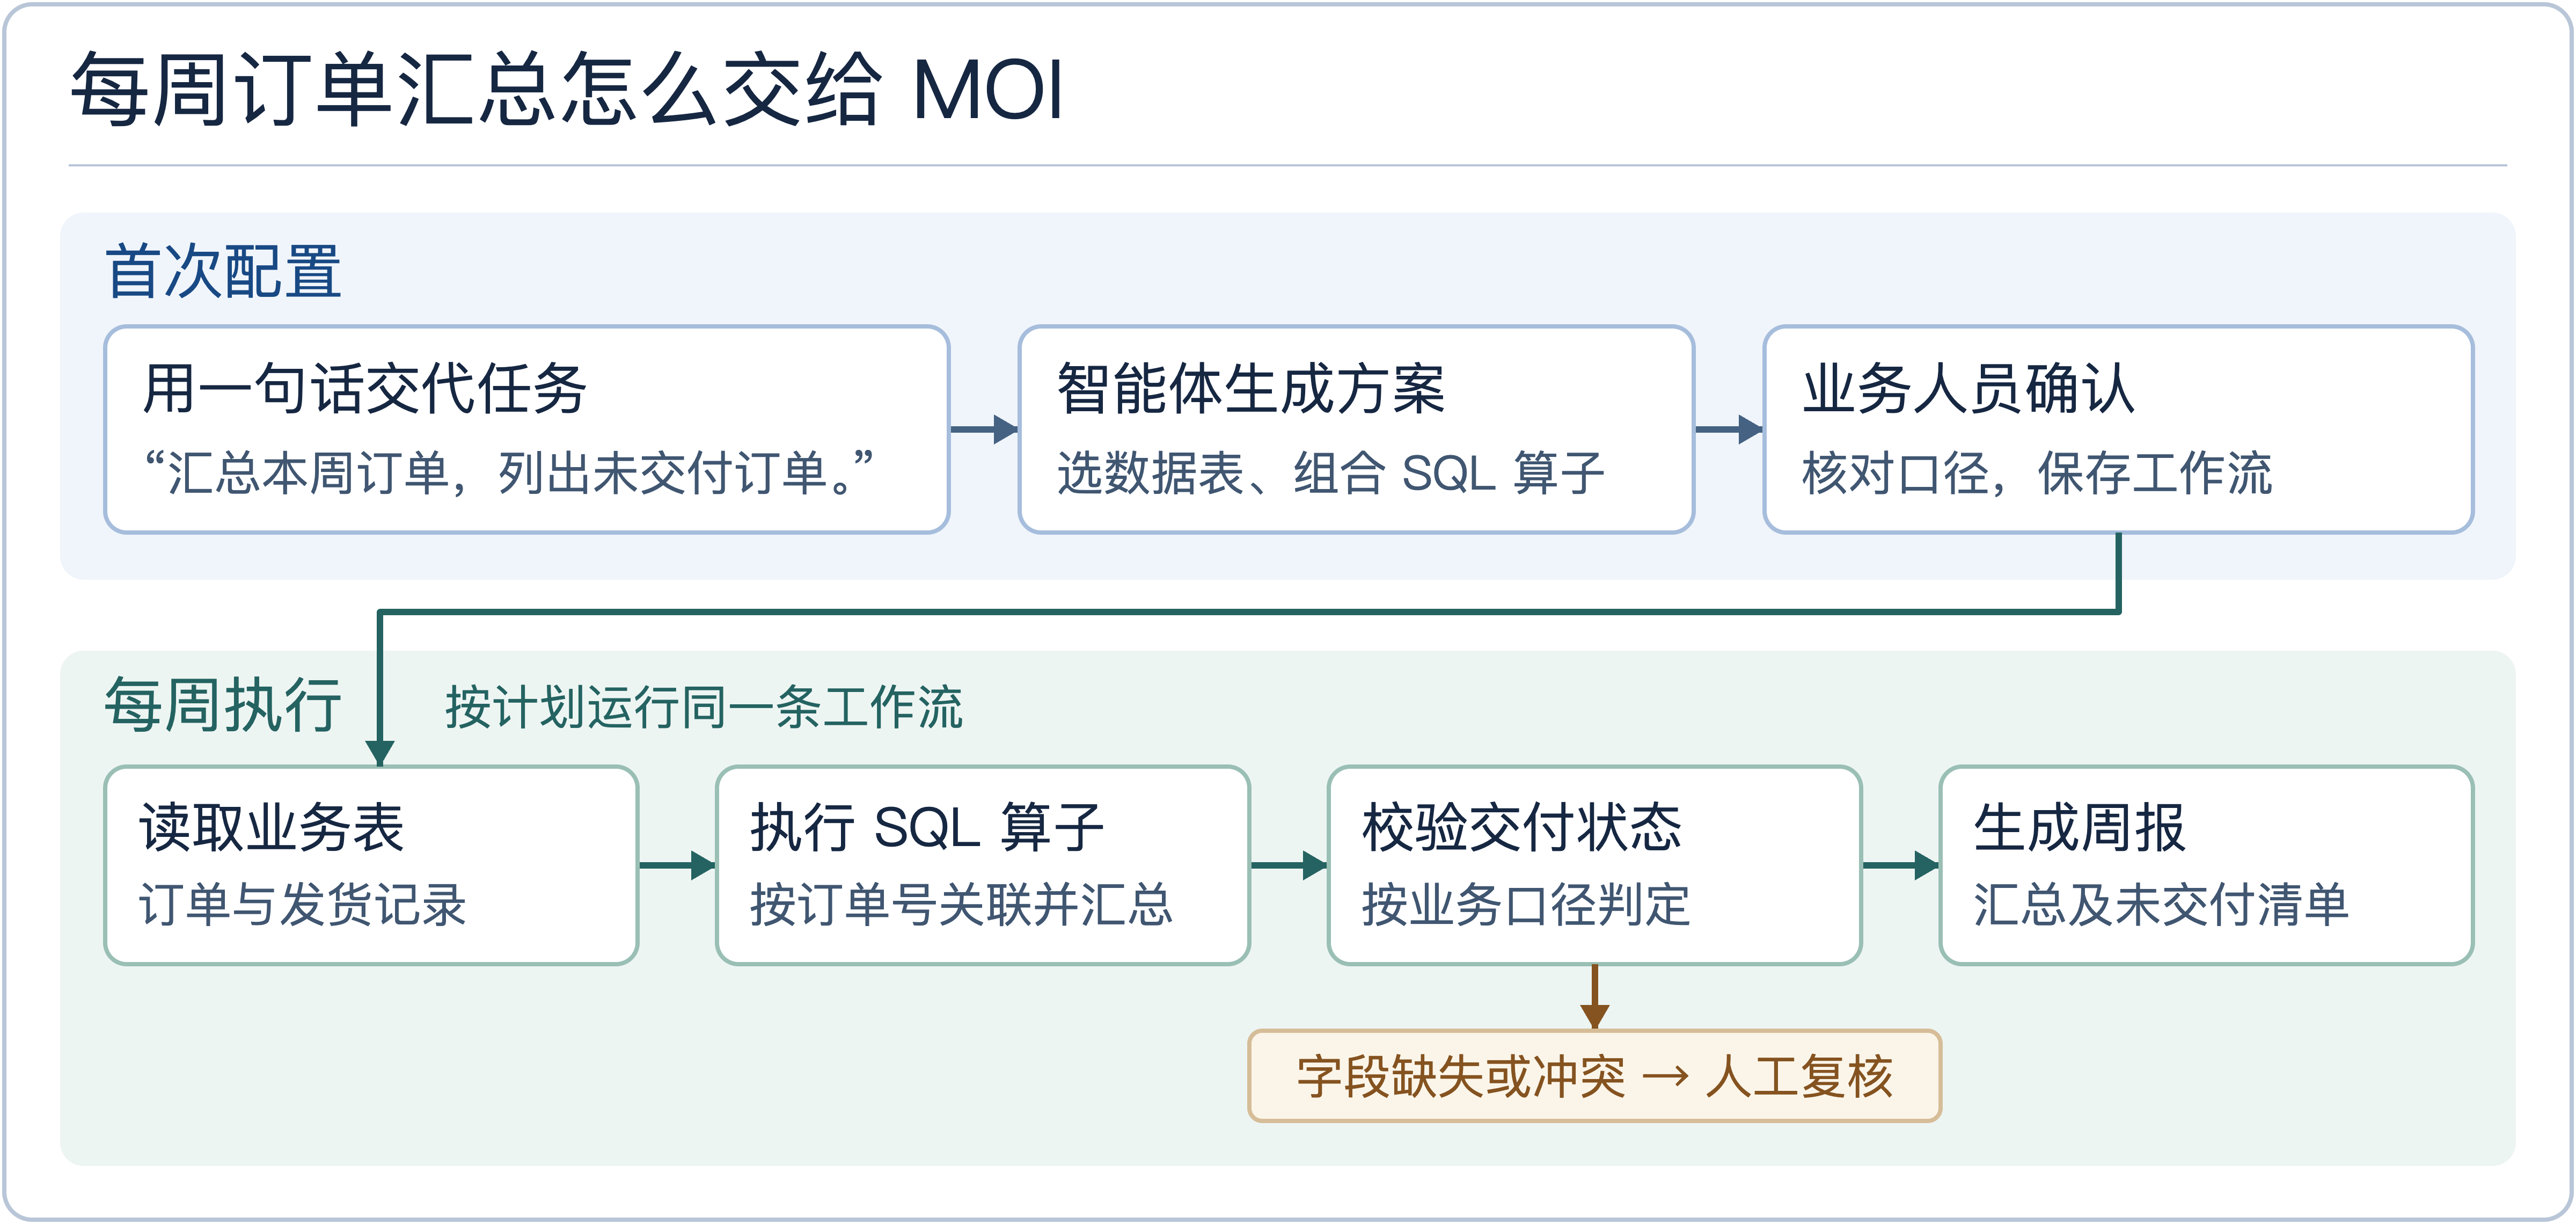 每周订单汇总怎么交给 MOI
首次配置
用一句话交代任务
“汇总本周订单，列出未交付订单。”
智能体生成方案
选数据表、组合 SQL 算子
业务人员确认
核对口径，保存工作流
每周执行
按计划运行同一条工作流
读取业务表
订单与发货记录
执行 SQL 算子
按订单号关联并汇总
校验交付状态
按业务口径判定
生成周报
汇总及未交付清单
字段缺失或冲突 → 人工复核